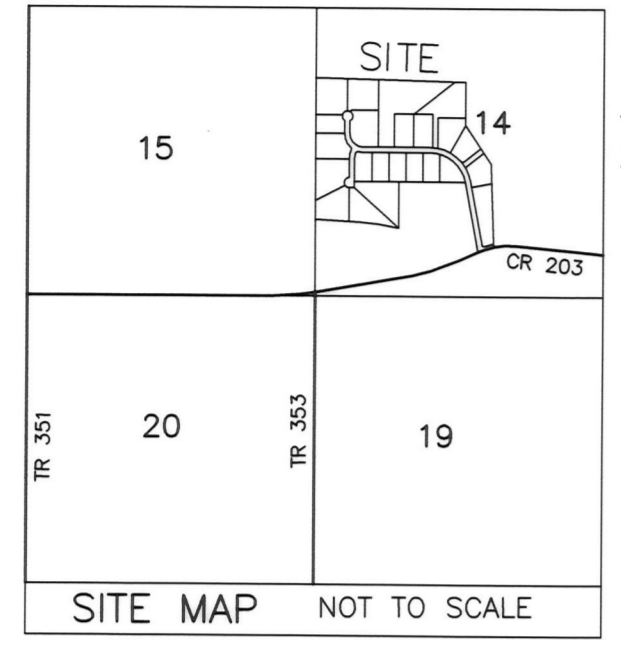 SITE
14
15
CR 203
TR 351
20
TR 353
19
SITE MAP NOT TO SCALE